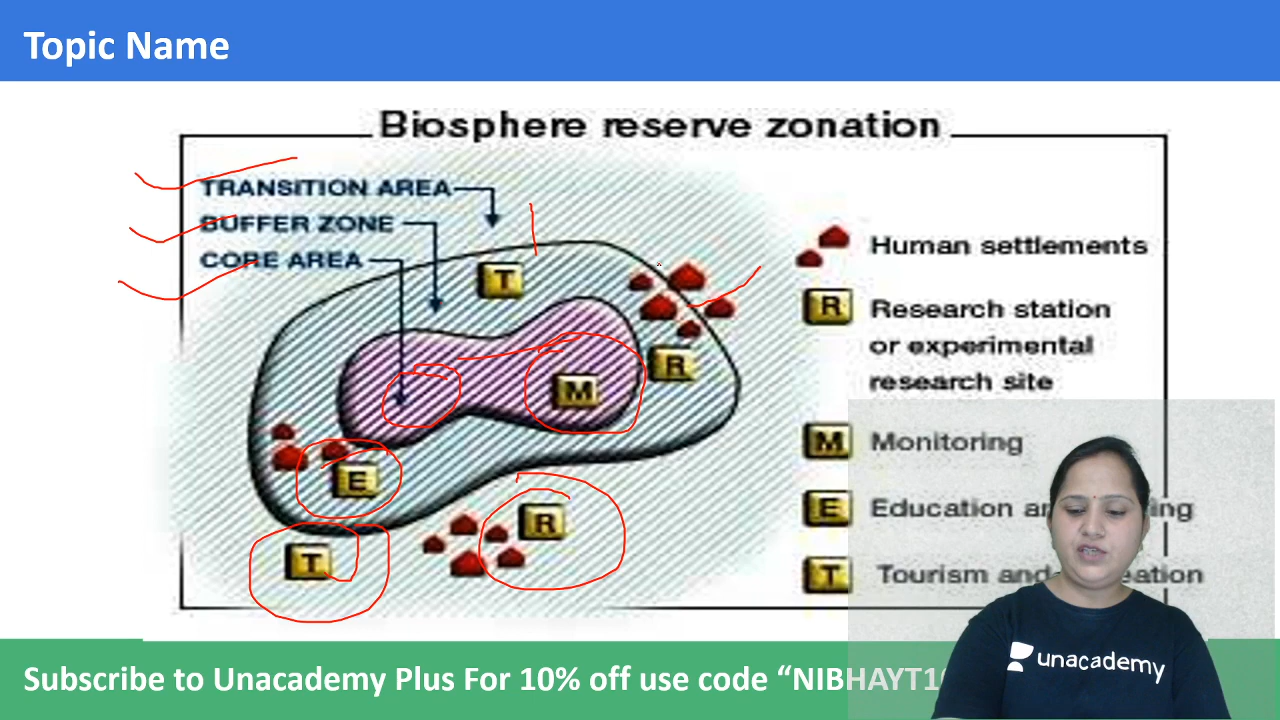 Topic Name
Biosphere reserve zonation
TRANSITION AREA
BUFFER ZONE
CORE AREA
T
M
R
E
T
R
Human settlements
R Research station
or experimental
research site
M Monitoring
E Education
T Tourism and
unacademy
Subscribe to Unacademy Plus For 10% off use code “NIBHAYT1